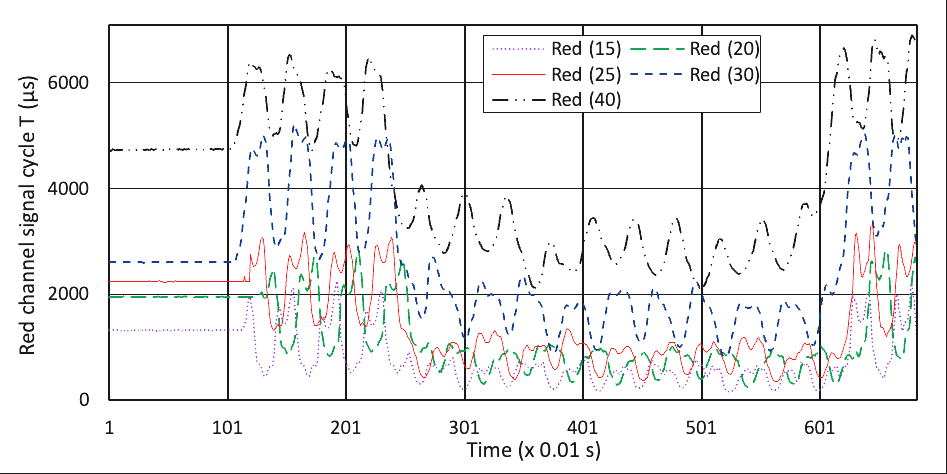 Red (15) Red (20)
Red (25) Red (30)
Red (40)
Red channel signal cycle T (µs)
6000
4000
2000
0
1 101 201 301 401 501 601
Time (x 0.01 s)